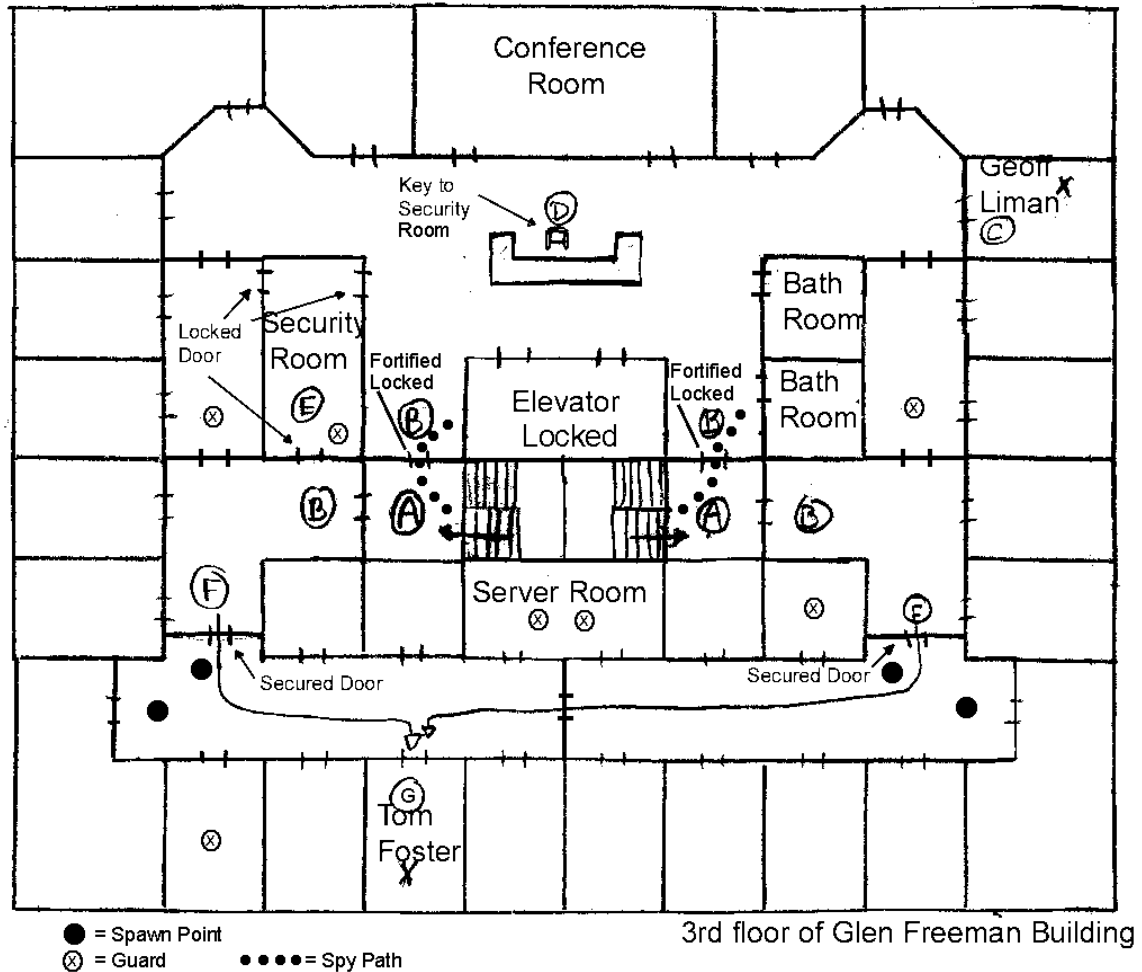 Conference
Room
Key to
Security
Room
D
Geoff
Liman X
C
Locked
Door
Security
Room
Bath
Room
Fortified
Locked
Fortified
Locked
Bath
Room
E
B
Elevator
Locked
B
B
A
A
B
F
Server Room
E
Secured Door
Secured Door
G
Tom
Foster
X
= Spawn Point
= Guard
= Spy Path
3rd floor of Glen Freeman Building